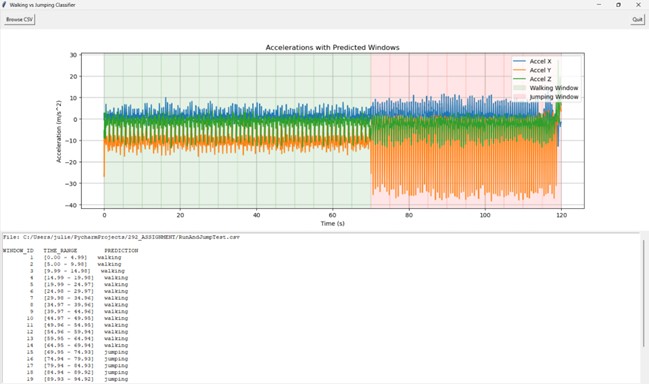 Walking vs Jumping Classifier
Browse CSV
Quit
Accelerations with Predicted Windows
Accel X
Accel Y
Accel Z
Walking Window
Jumping Window
Acceleration (m/s^2)
30
20
10
0
−10
−20
−30
−40
0 20 40 60 80 100 120
Time (s)
File: C:/Users/julie/PycharmProjects/292_ASSIGNMENT/RunAndJumpTest.csv
WINDOW_ID TIME_RANGE PREDICTION
1 [0.00 - 4.99] walking
2 [5.00 - 9.98] walking
3 [9.99 - 14.98] walking
4 [14.99 - 19.98] walking
5 [19.99 - 24.97] walking
6 [24.98 - 29.97] walking
7 [29.98 - 34.96] walking
8 [34.97 - 39.96] walking
9 [39.97 - 44.96] walking
10 [44.97 - 49.95] walking
11 [49.96 - 54.95] walking
12 [54.96 - 59.94] walking
13 [59.95 - 64.94] walking
14 [64.95 - 69.94] walking
15 [69.95 - 74.93] jumping
16 [74.94 - 79.93] jumping
17 [79.94 - 84.93] jumping
18 [84.94 - 89.92] jumping
19 [89.93 - 94.92] jumping